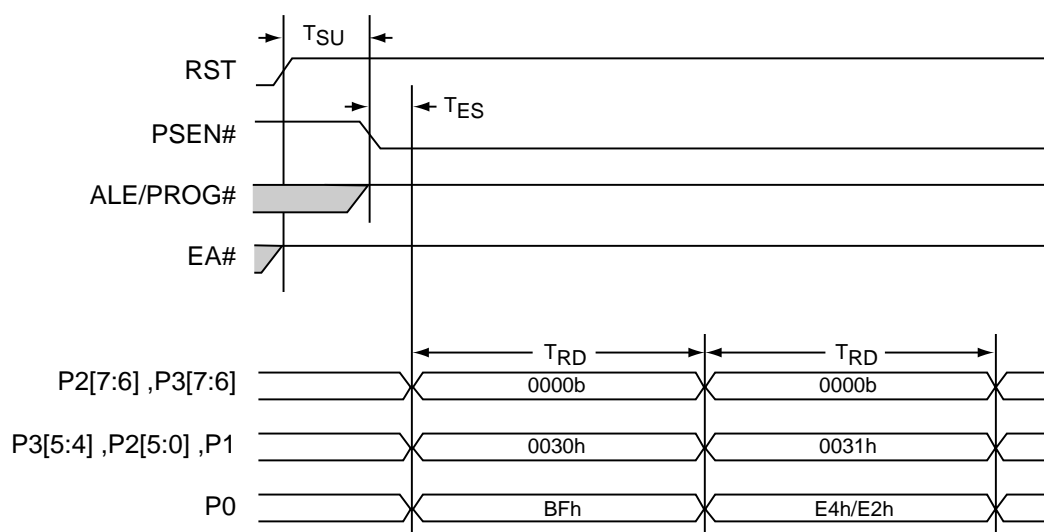 TSU
RST
TES
PSEN#
ALE/PROG#
EA#
TRD TRD
P2[7:6] ,P3[7:6] 0000b 0000b
P3[5:4] ,P2[5:0] ,P1 0030h 0031h
P0 BFh E4h/E2h